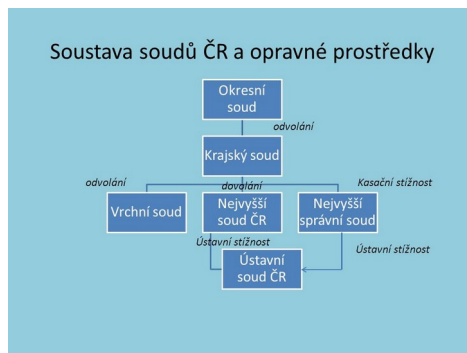 Soustava soudů ČR a opravné prostředky
Okresní
soud
odvolání
Krajský soud
odvolání
dovolání
Kasační stížnost
Vrchní soud
Nejvyšší
soud ČR
Nejvyšší
správní soud
Ústavní stížnost
Ústavní stížnost
Ústavní
soud ČR